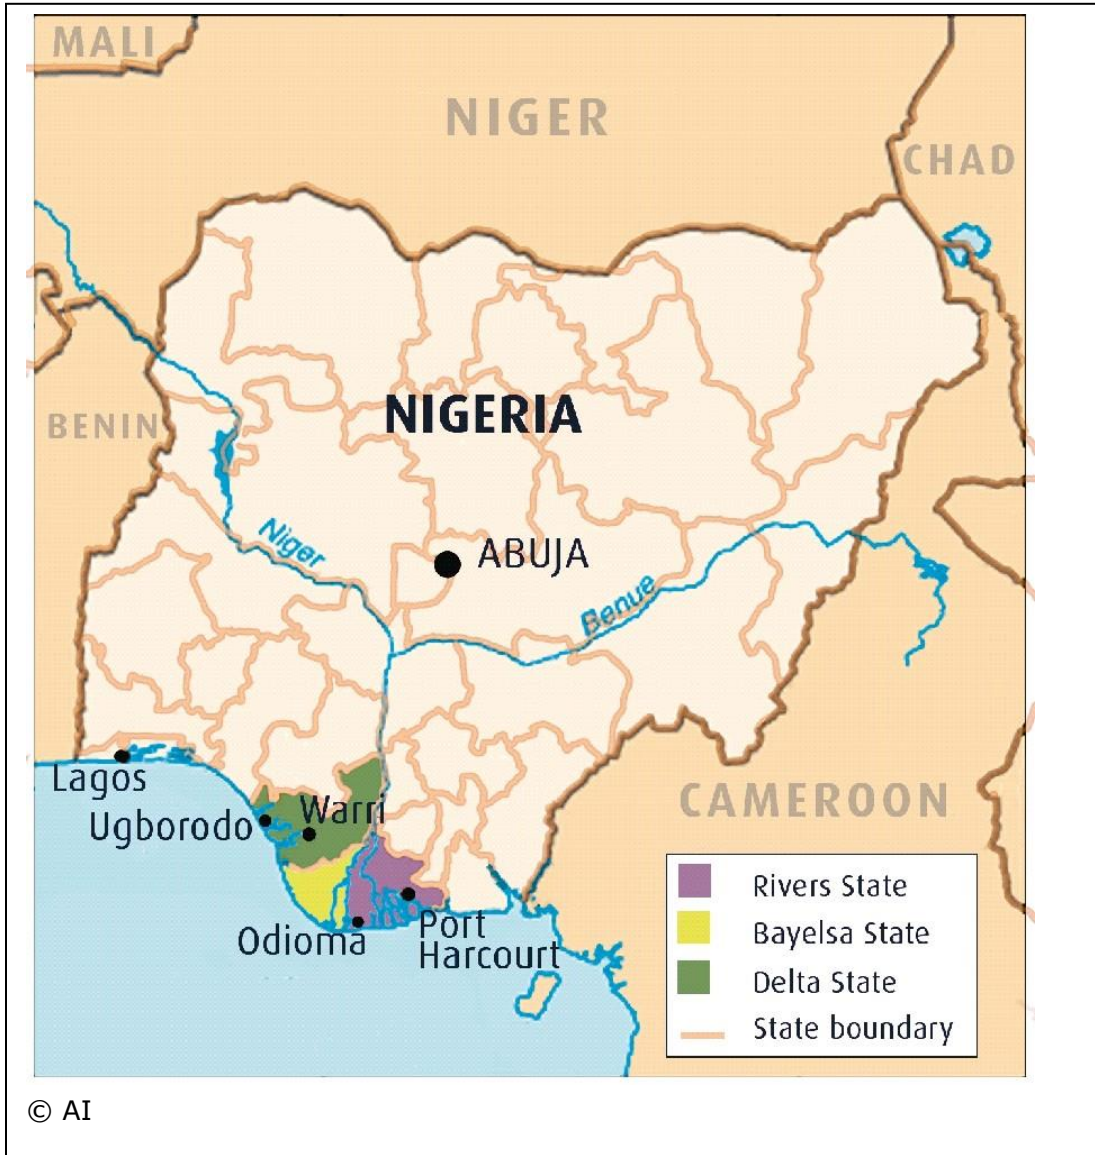 MALI
NIGER
CHAD
BENIN
NIGERIA
Niger
ABUJA
Benue
Lagos
Ugborodo
Warri
CAMEROON
Odioma
Port
Harcourt
Rivers State
Bayelsa State
Delta State
State boundary
© AI